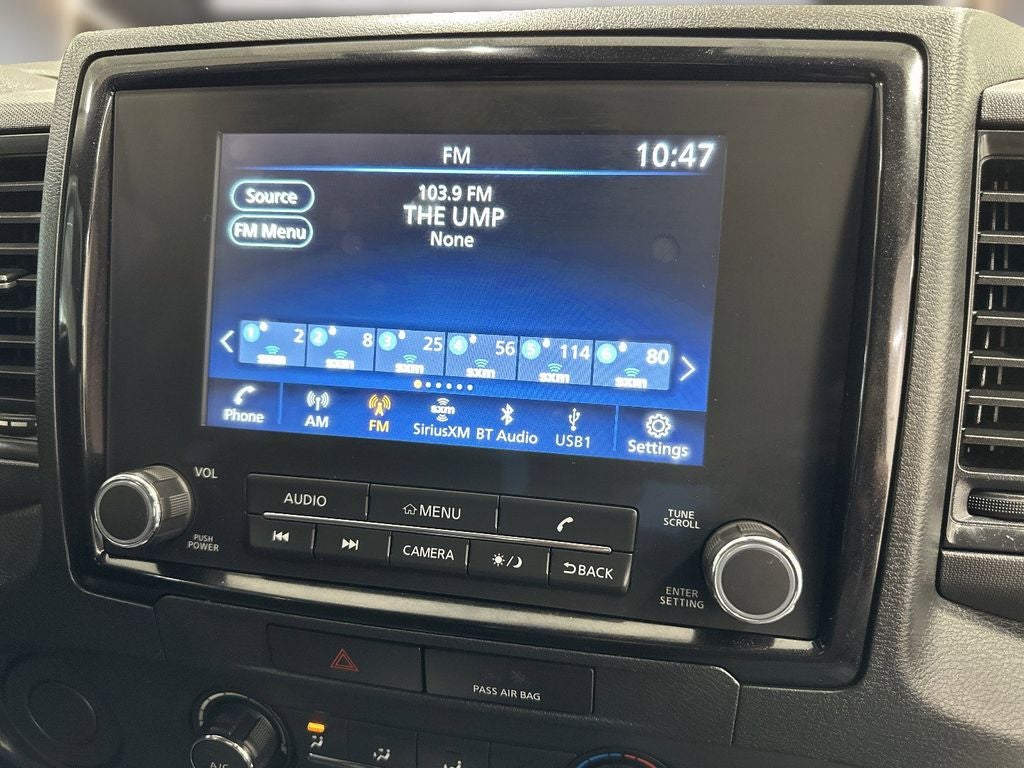 FM
10:47
Source
103.9 FM
THE UMP
FM Menu
None
1 2
2 8
3 25
4 56
5 114
6 80
sxm sxm sxm sxm sxm sxm
Phone
AM
FM
sxm
SiriusXM
BT Audio
USB1
Settings
VOL
PUSH
POWER
AUDIO
MENU
TUNE
SCROLL
CAMERA
BACK
ENTER
SETTING
PASS AIR BAG
A/C